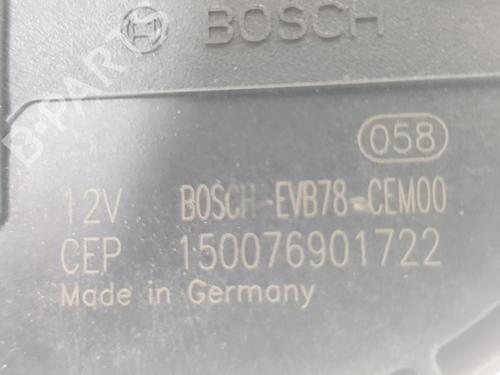 BOSCH
B-PARTS
058
12V BOSCH-EVB78-CEM00
CEP 150076901722
Made in Germany